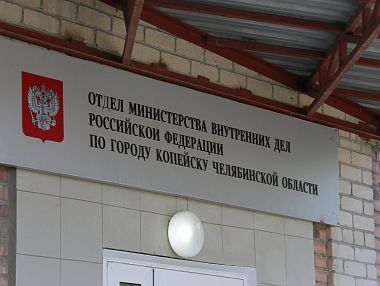 ОТДЕЛ МИНИСТЕРСТВА ВНУТРЕННИХ ДЕЛ
РОССИЙСКОЙ ФЕДЕРАЦИИ
ПО ГОРОДУ КОПЕЙСКУ ЧЕЛЯБИНСКОЙ ОБЛАСТИ